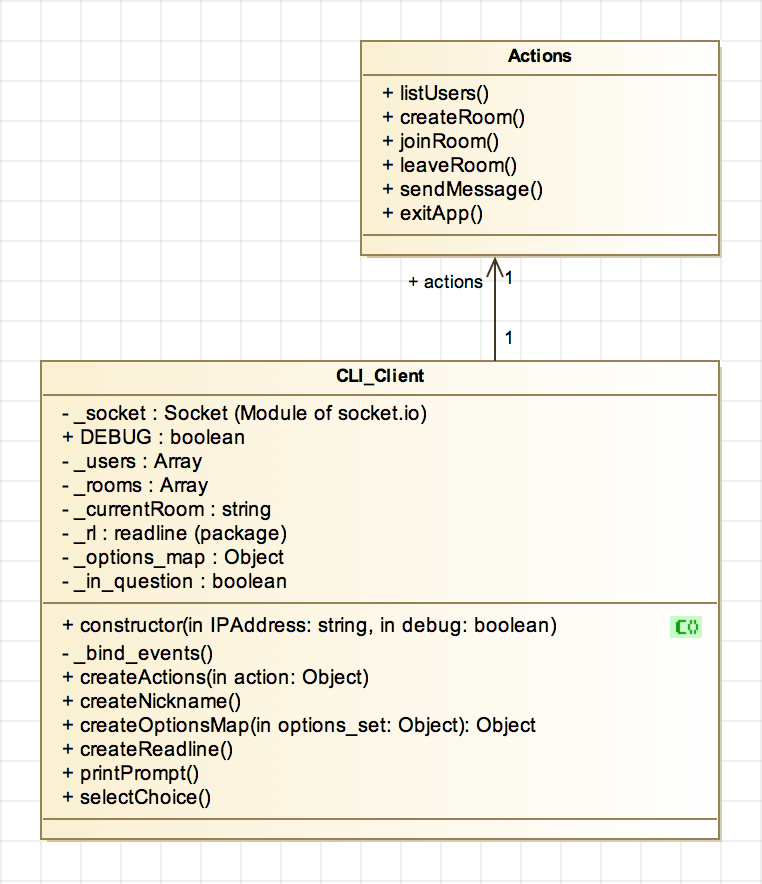 Actions
+ listUsers()
+ createRoom()
+ joinRoom()
+ leaveRoom()
+ sendMessage()
+ exitApp()
+ actions
1
1
CLI_Client
- _socket : Socket (Module of socket.io)
+ DEBUG : boolean
- _users : Array
- _rooms : Array
- _currentRoom : string
- _rl : readline (package)
- _options_map : Object
- _in_question : boolean
+ constructor(in IPAddress: string, in debug: boolean)
C()
- _bind_events()
+ createActions(in action: Object)
+ createNickname()
+ createOptionsMap(in options_set: Object): Object
+ createReadline()
+ printPrompt()
+ selectChoice()